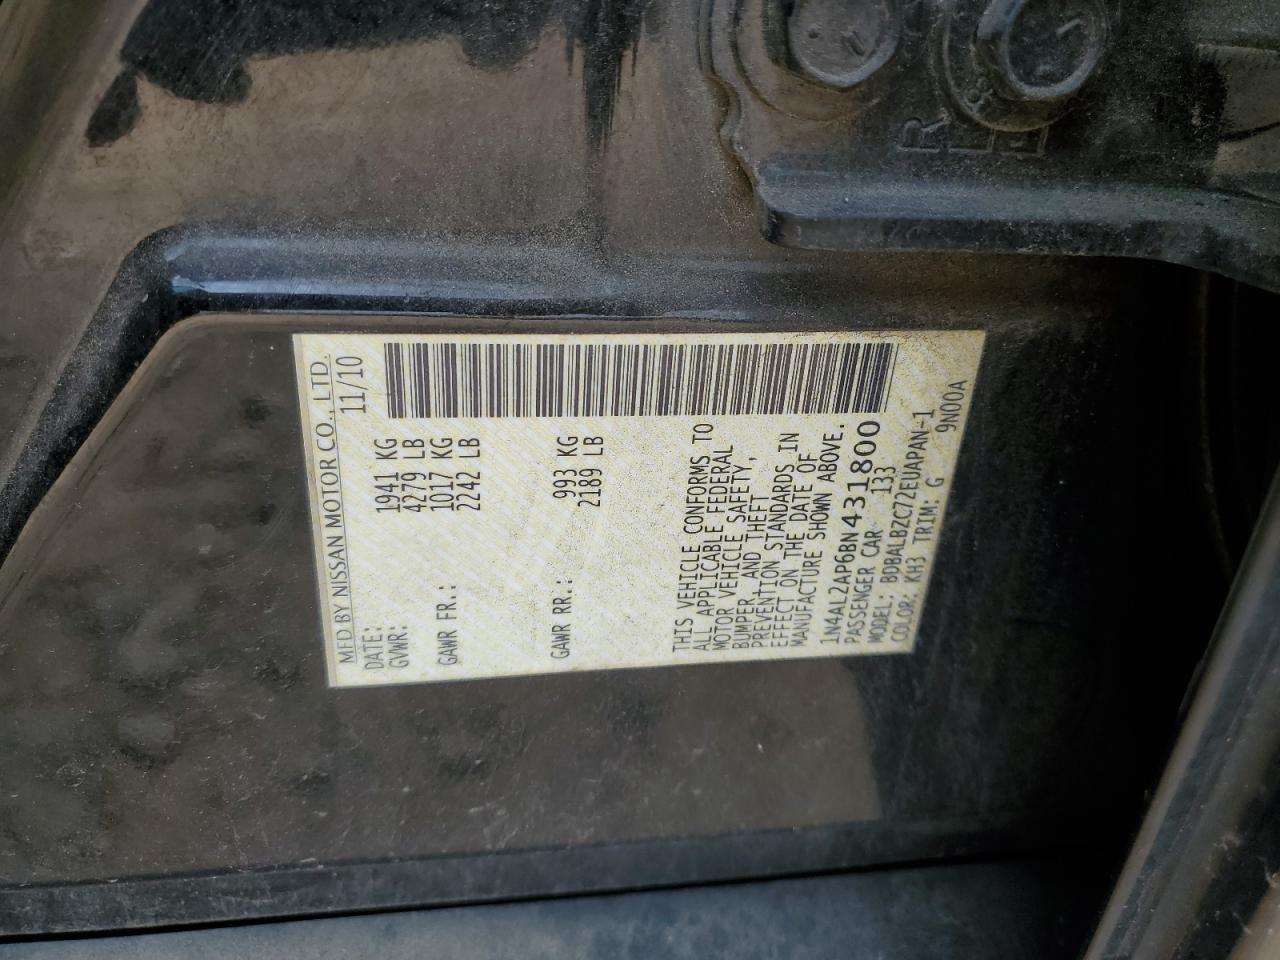 MFD BY NISSAN MOTOR CO., LTD.
DATE: 11/10
GVWR: 1941 KG
4279 LB
GAWR FR.: 1017 KG
2242 LB
GAWR RR.: 993 KG
2189 LB
THIS VEHICLE CONFORMS TO
ALL APPLICABLE FEDERAL
MOTOR VEHICLE SAFETY,
BUMPER AND THEFT
PREVENTION STANDARDS IN
EFFECT ON THE DATE OF
MANUFACTURE SHOWN ABOVE.
1N4AL2AP6BN431800
PASSENGER CAR 133
MODEL: BDBALBZC72EUAPAN-1
COLOR: KH3 TRIM: G 9N00A
R